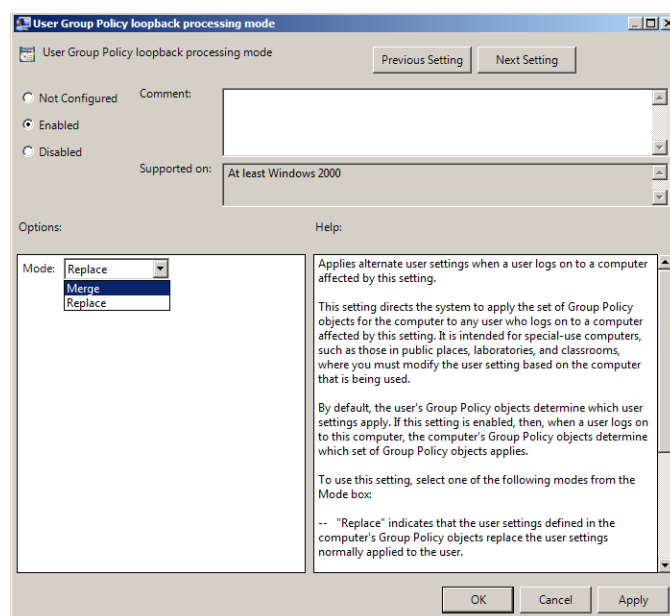 User Group Policy loopback processing mode
User Group Policy loopback processing mode
Previous Setting
Next Setting
Not Configured
Comment:
Enabled
Disabled
Supported on:
At least Windows 2000
Options:
Help:
Mode:
Replace
Merge
Replace
Applies alternate user settings when a user logs on to a computer
affected by this setting.
This setting directs the system to apply the set of Group Policy
objects for the computer to any user who logs on to a computer
affected by this setting. It is intended for special-use computers,
such as those in public places, laboratories, and classrooms,
where you must modify the user setting based on the computer
that is being used.
By default, the user's Group Policy objects determine which user
settings apply. If this setting is enabled, then, when a user logs on
to this computer, the computer's Group Policy objects determine
which set of Group Policy objects applies.
To use this setting, select one of the following modes from the
Mode box:
-- "Replace" indicates that the user settings defined in the
computer's Group Policy objects replace the user settings
normally applied to the user.
OK
Cancel
Apply